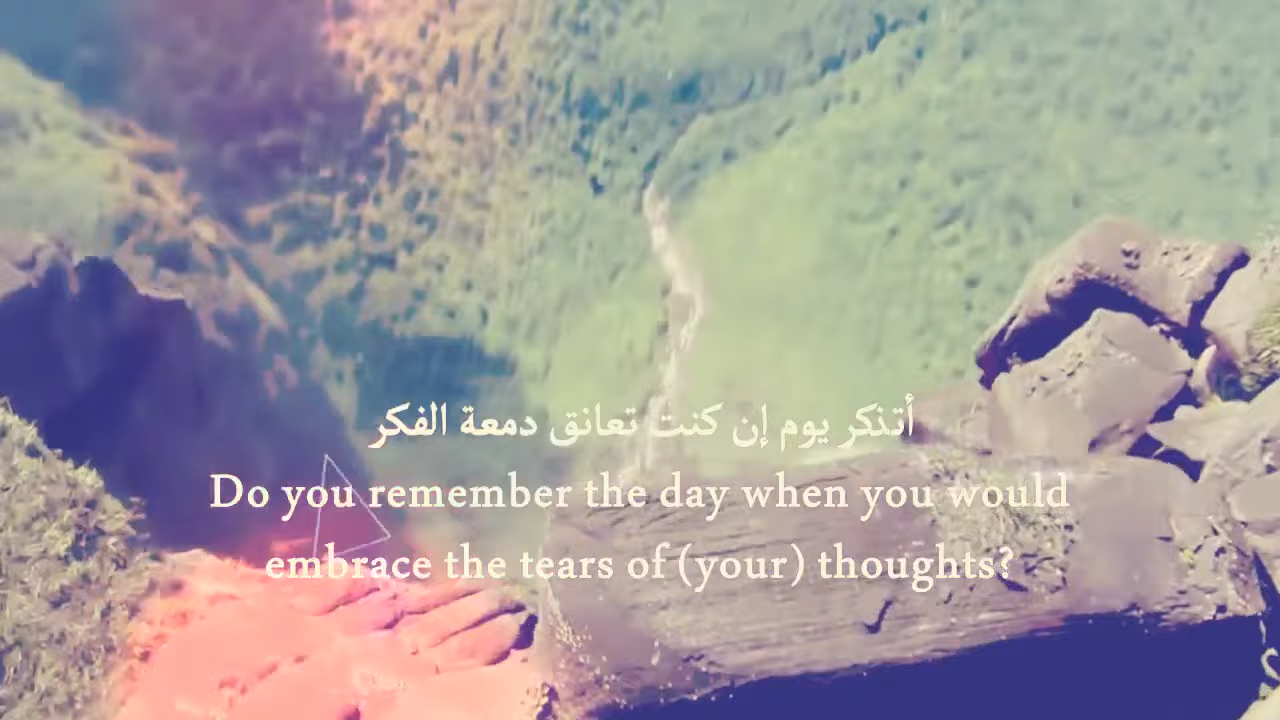 أتذكر يوم إن كنت تعانق دمعة الفكر
Do you remember the day when you would
embrace the tears of (your) thoughts?